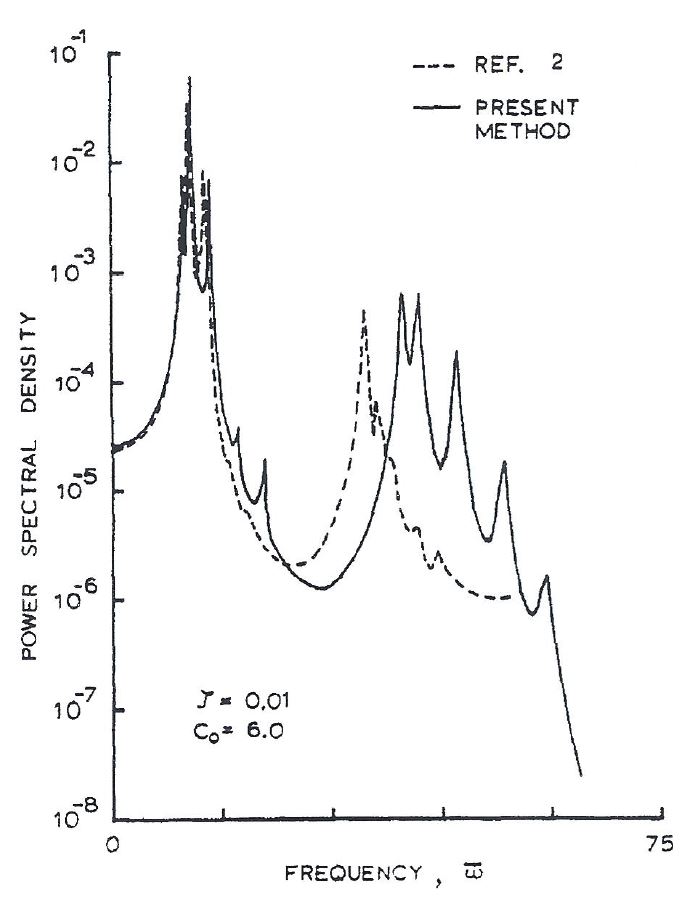 10⁻¹
REF. 2
PRESENT
METHOD
10⁻²
10⁻³
10⁻⁴
10⁻⁵
10⁻⁶
10⁻⁷
10⁻⁸
POWER SPECTRAL DENSITY
ζ = 0.01
C₀ = 6.0
0
75
FREQUENCY , ω̅